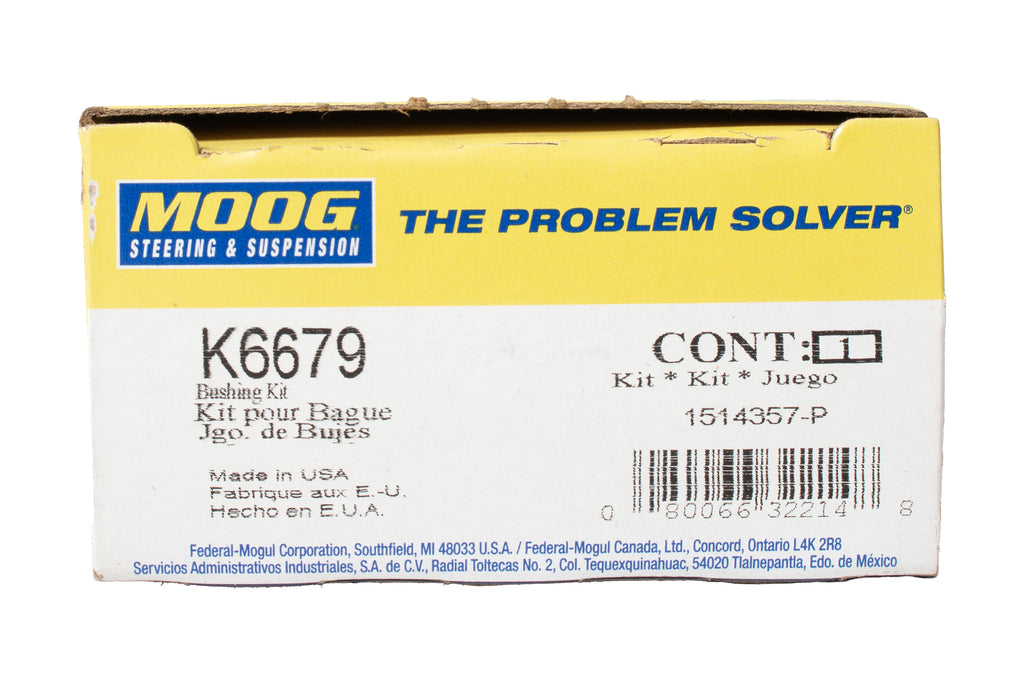 MOOG
STEERING & SUSPENSION
THE PROBLEM SOLVER®
K6679
Bushing Kit
Kit pour Bague
Jgo. de Bujes
Made in USA
Fabrique aux E.-U.
Hecho en E.U.A.
CONT: 1
Kit * Kit * Juego
1514357-P
0 80066 32214 8
Federal-Mogul Corporation, Southfield, MI 48033 U.S.A. / Federal-Mogul Canada, Ltd., Concord, Ontario L4K 2R8
Servicios Administrativos Industriales, S.A. de C.V., Radial Toltecas No. 2, Col. Tequexquinahuac, 54020 Tlalnepantla, Edo. de México